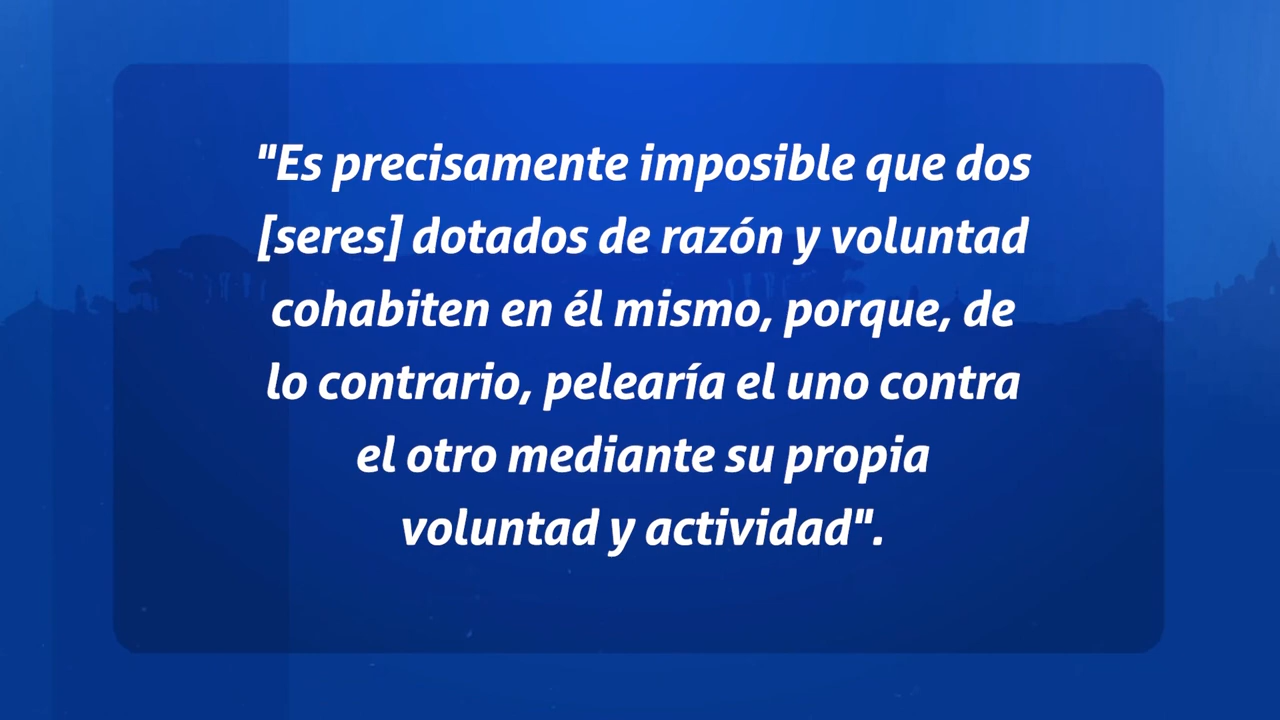 "Es precisamente imposible que dos
[seres] dotados de razón y voluntad
cohabiten en él mismo, porque, de
lo contrario, pelearía el uno contra
el otro mediante su propia
voluntad y actividad".